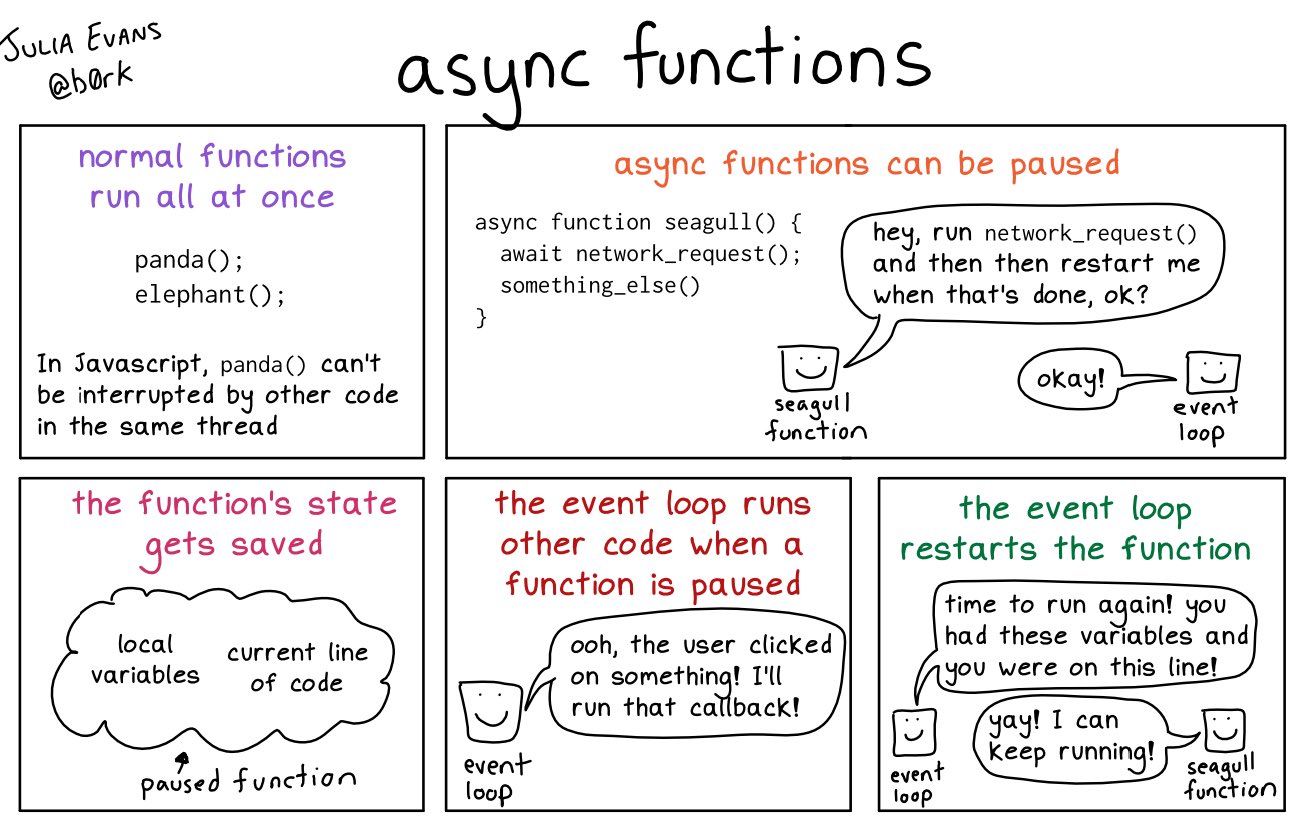 JULIA EVANS
@b0rk
async functions
normal functions
run all at once
panda();
elephant();
In Javascript, panda() can't
be interrupted by other code
in the same thread
async functions can be paused
async function seagull() {
await network_request();
something_else()
}
hey, run network_request()
and then then restart me
when that's done, ok?
seagull
function
okay!
event
loop
the function's state
gets saved
local
variables
current line
of code
paused function
the event loop runs
other code when a
function is paused
ooh, the user clicked
on something! I'll
run that callback!
event
loop
the event loop
restarts the function
time to run again! you
had these variables and
you were on this line!
event
loop
yay! I can
keep running!
seagull
function